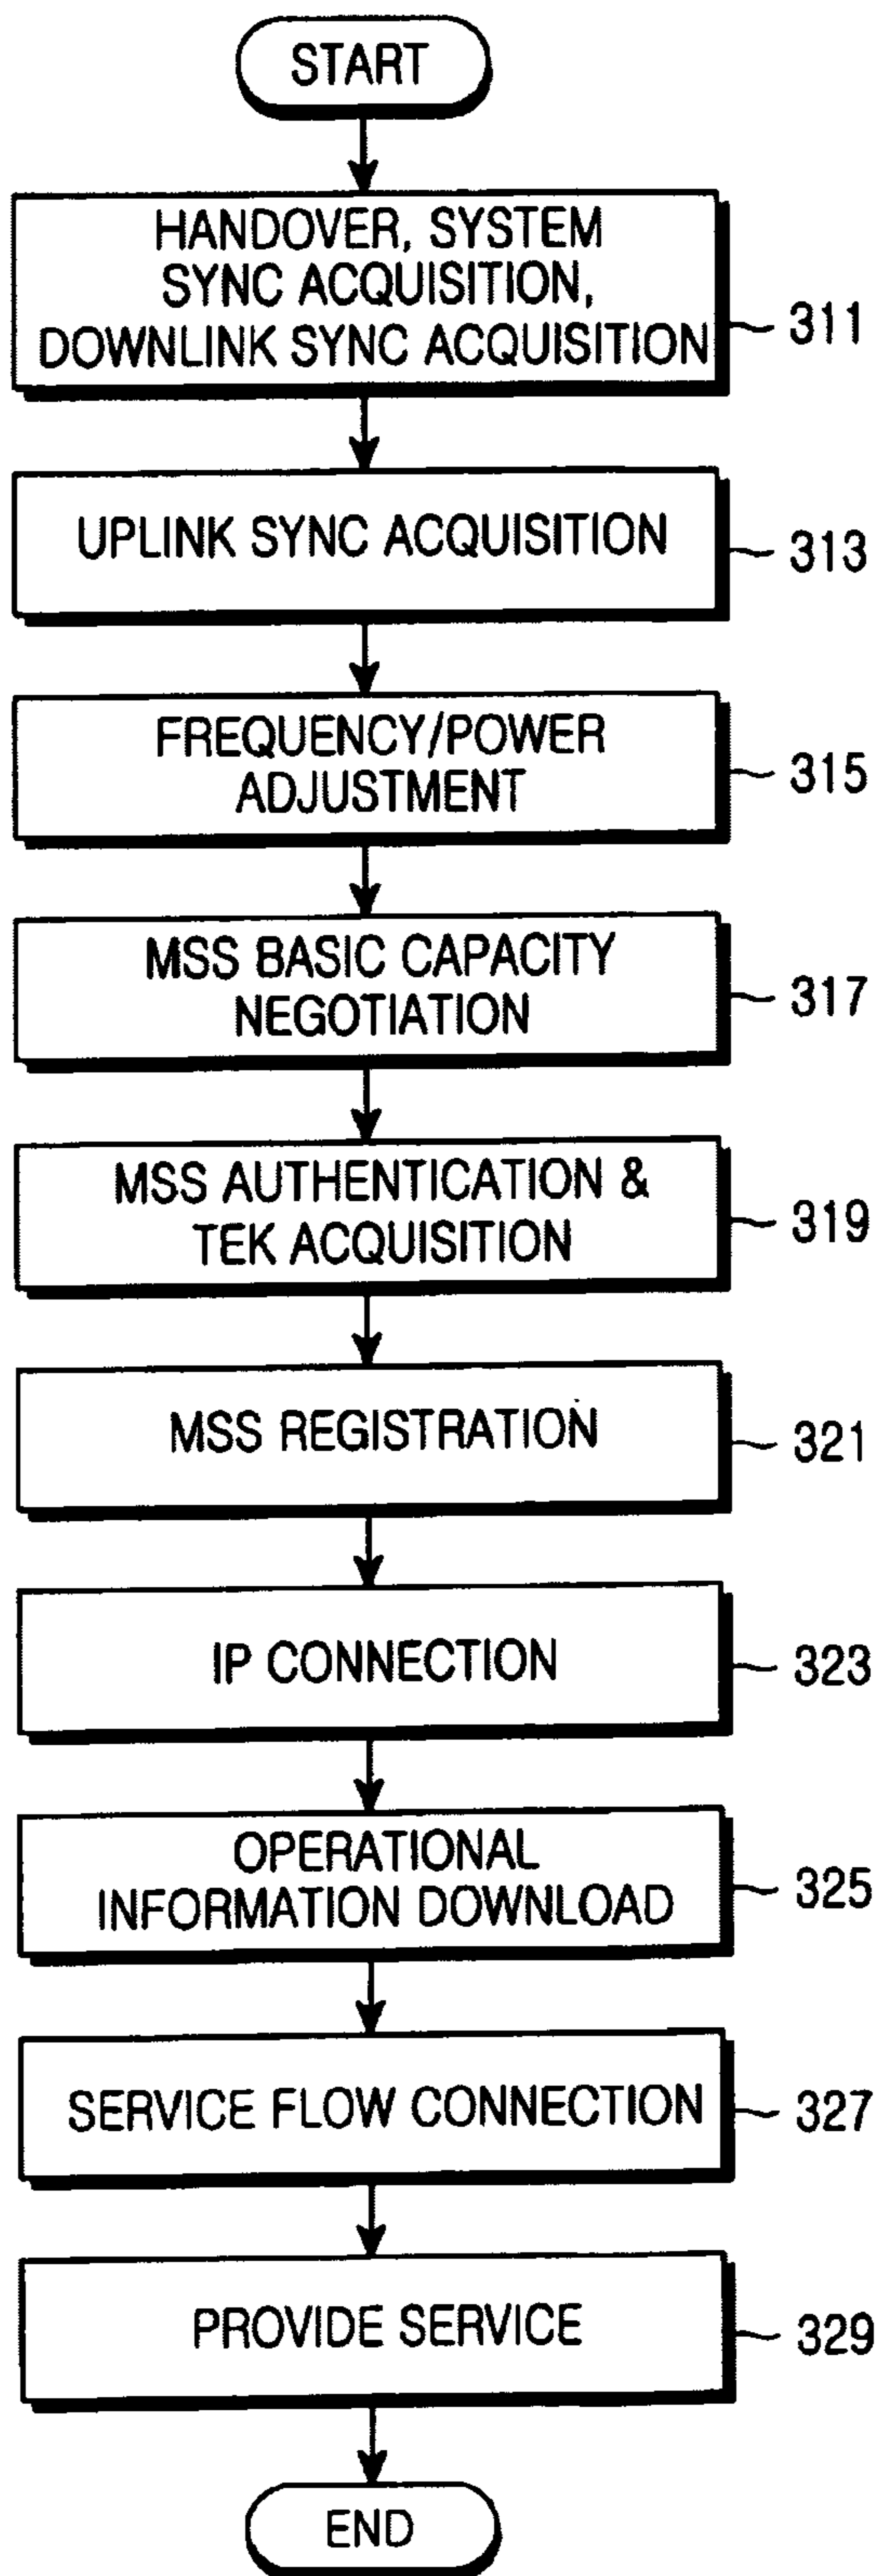 START
HANDOVER, SYSTEM
SYNC ACQUISITION,
DOWNLINK SYNC ACQUISITION
311
UPLINK SYNC ACQUISITION
313
FREQUENCY/POWER
ADJUSTMENT
315
MSS BASIC CAPACITY
NEGOTIATION
317
MSS AUTHENTICATION &
TEK ACQUISITION
319
MSS REGISTRATION
321
IP CONNECTION
323
OPERATIONAL
INFORMATION DOWNLOAD
325
SERVICE FLOW CONNECTION
327
PROVIDE SERVICE
329
END